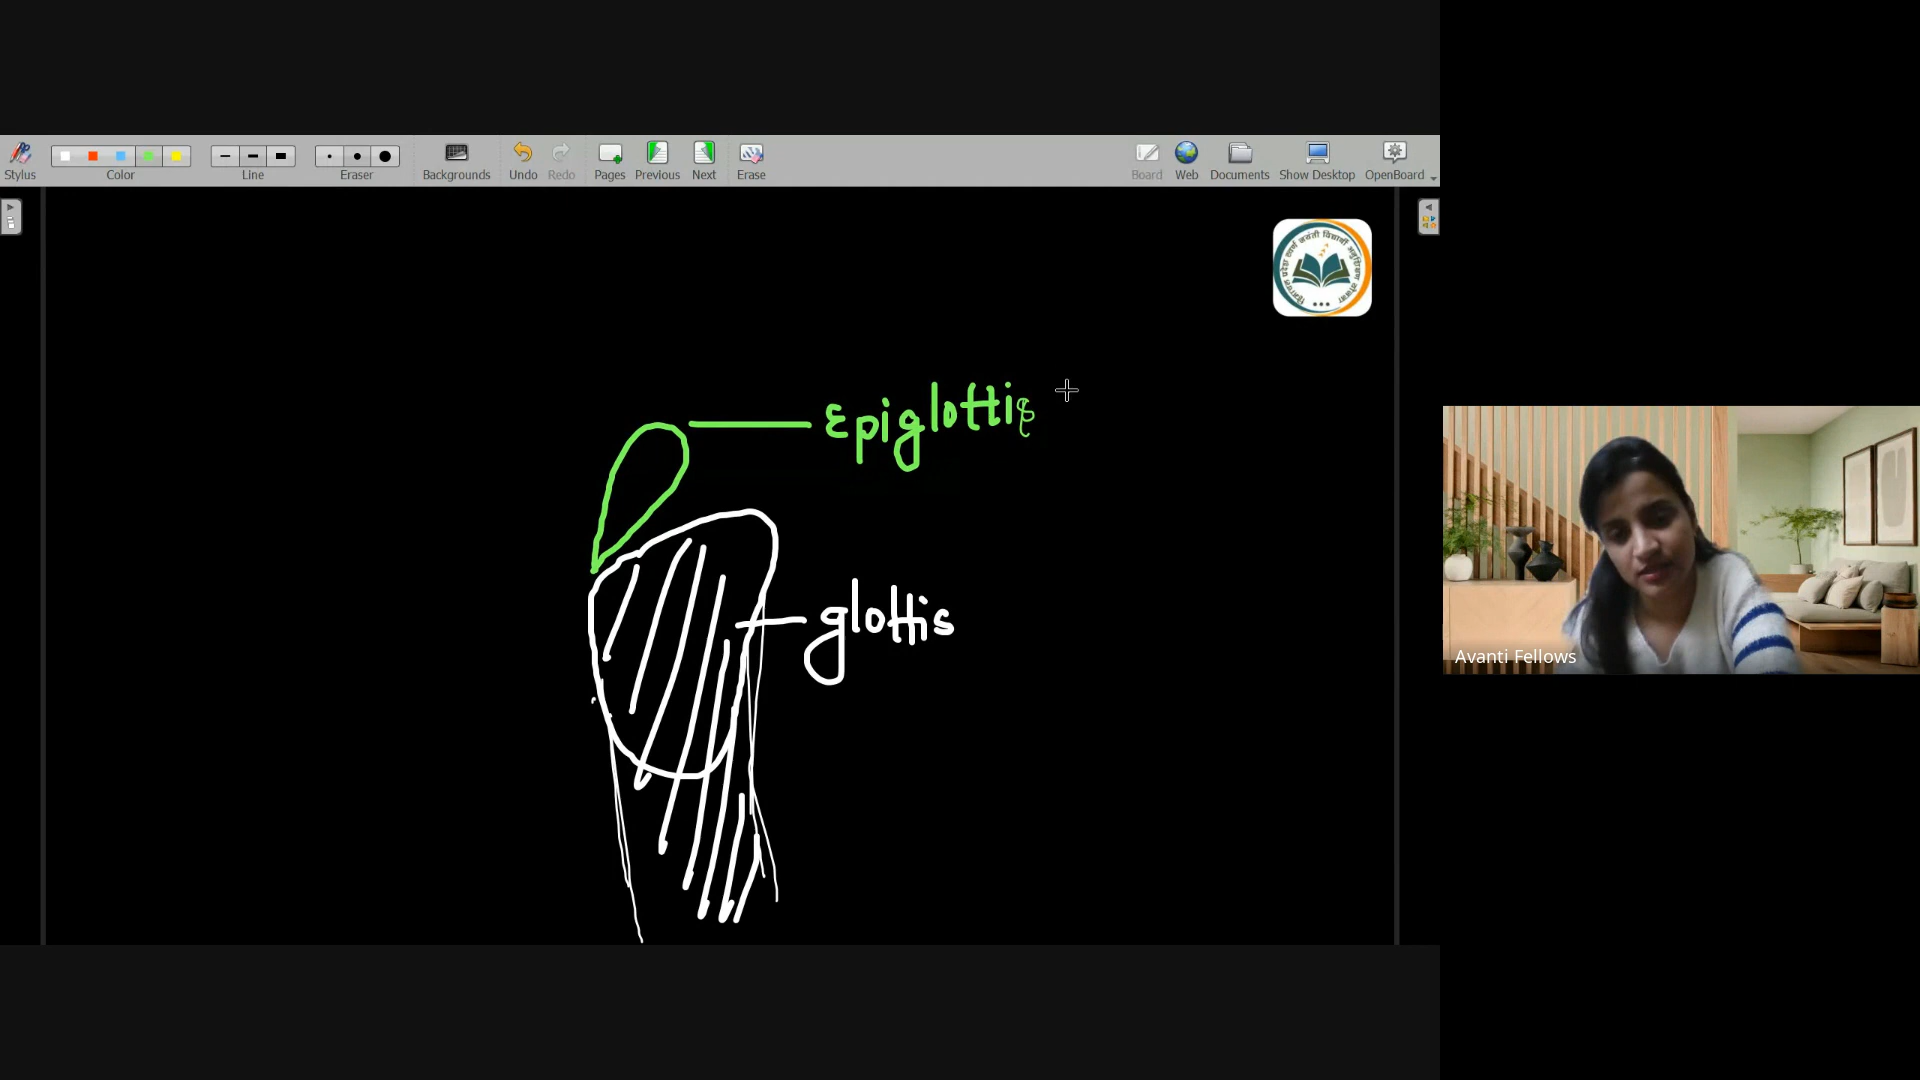 Stylus
Color
Line
Eraser
Backgrounds
Undo
Redo
Pages
Previous
Next
Erase
Board
Web
Documents
Show Desktop
OpenBoard
Epiglottis
glottis
Avanti Fellows